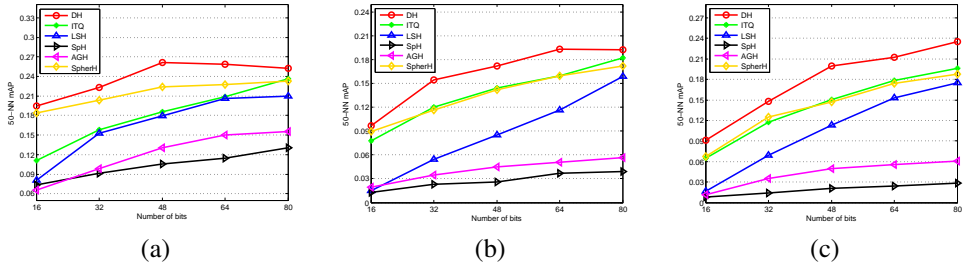 0.33
0.3
0.27
0.24
0.21
0.18
0.15
0.12
0.09
0.06
50-NN mAP
DH
ITQ
LSH
SpH
AGH
SpherH
16 32 48 64 80
Number of bits
(a)
0.24
0.21
0.18
0.15
0.12
0.09
0.06
0.03
0
50-NN mAP
DH
ITQ
LSH
SpH
AGH
SpherH
16 32 48 64 80
Number of bits
(b)
0.27
0.24
0.21
0.18
0.15
0.12
0.09
0.06
0.03
0
50-NN mAP
DH
ITQ
LSH
SpH
AGH
SpherH
16 32 48 64 80
Number of bits
(c)